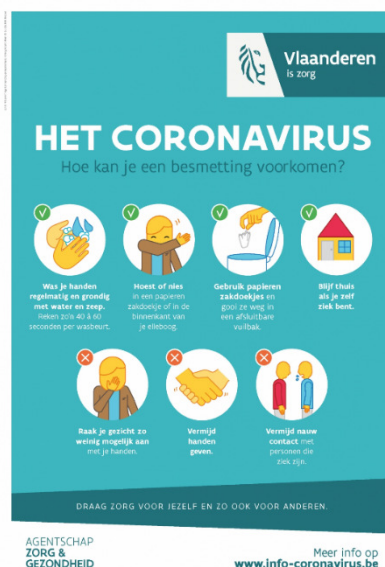 Vlaanderen
is zorg
HET CORONAVIRUS
Hoe kan je een besmetting voorkomen?
Was je handen
regelmatig en grondig
met water en zeep.
Reken zo'n 40 à 60
seconden per wasbeurt.
Hoest of nies
in een papieren
zakdoekje of in de
binnenkant van
je elleboog.
Gebruik papieren
zakdoekjes en
gooi ze weg in
een afsluitbare
vuilbak.
Blijf thuis
als je zelf
ziek bent.
Raak je gezicht zo
weinig mogelijk aan
met je handen.
Vermijd
handen
geven.
Vermijd nauw
contact met
personen die
ziek zijn.
DRAAG ZORG VOOR JEZELF EN ZO OOK VOOR ANDEREN.
AGENTSCHAP
ZORG &
GEZONDHEID
Meer info op
www.info-coronavirus.be